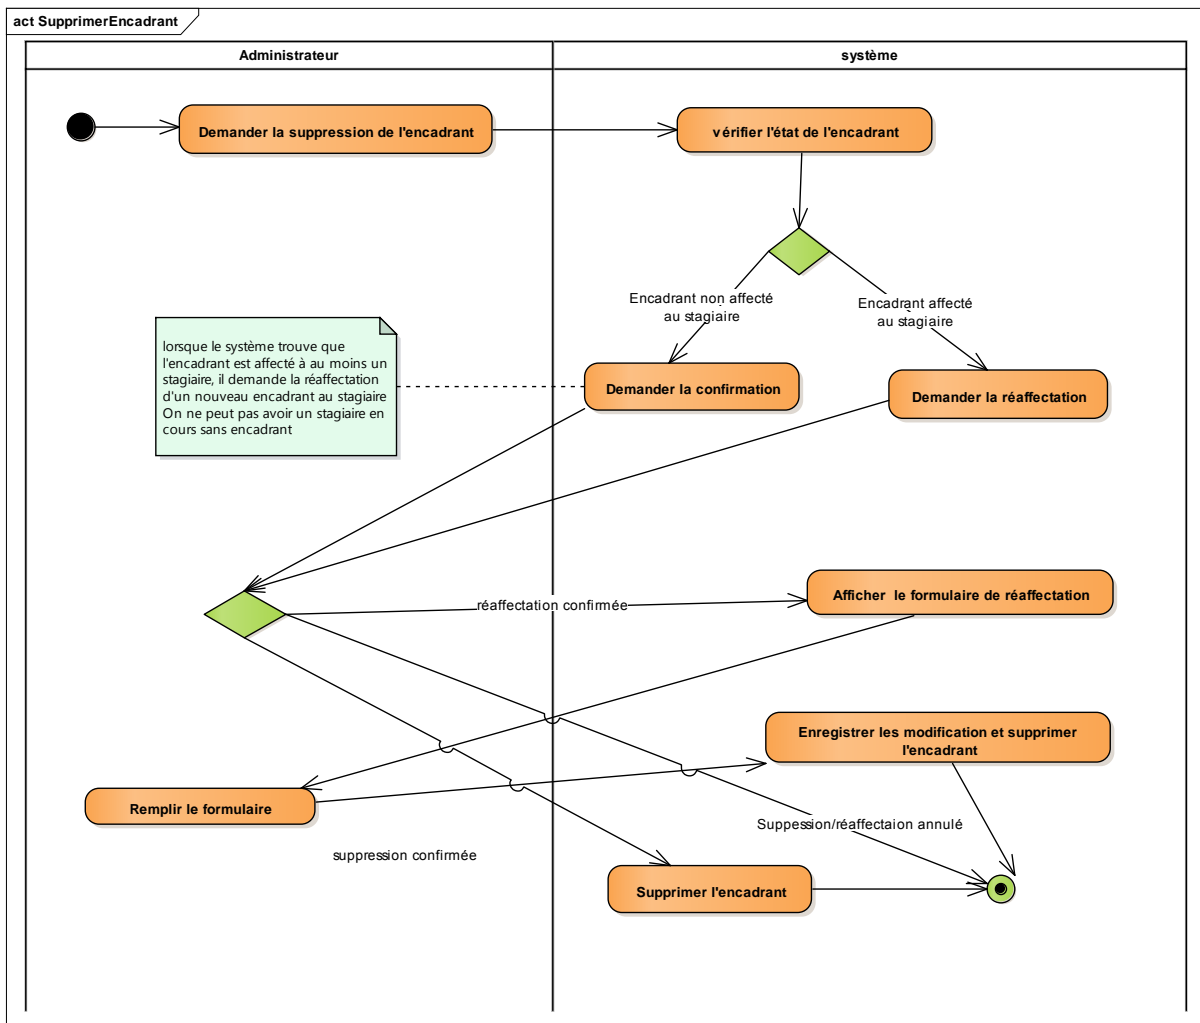 act SupprimerEncadrant
Administrateur
système
Demander la suppression de l'encadrant
vérifier l'état de l'encadrant
Encadrant non affecté
au stagiaire
Encadrant affecté
au stagiaire
lorsque le système trouve que
l'encadrant est affecté à au moins un
stagiaire, il demande la réaffectation
d'un nouveau encadrant au stagiaire
On ne peut pas avoir un stagiaire en
cours sans encadrant
Demander la confirmation
Demander la réaffectation
réaffectation confirmée
Afficher le formulaire de réaffectation
Enregistrer les modification et supprimer
l'encadrant
Remplir le formulaire
Suppession/réaffectaion annulé
suppression confirmée
Supprimer l'encadrant